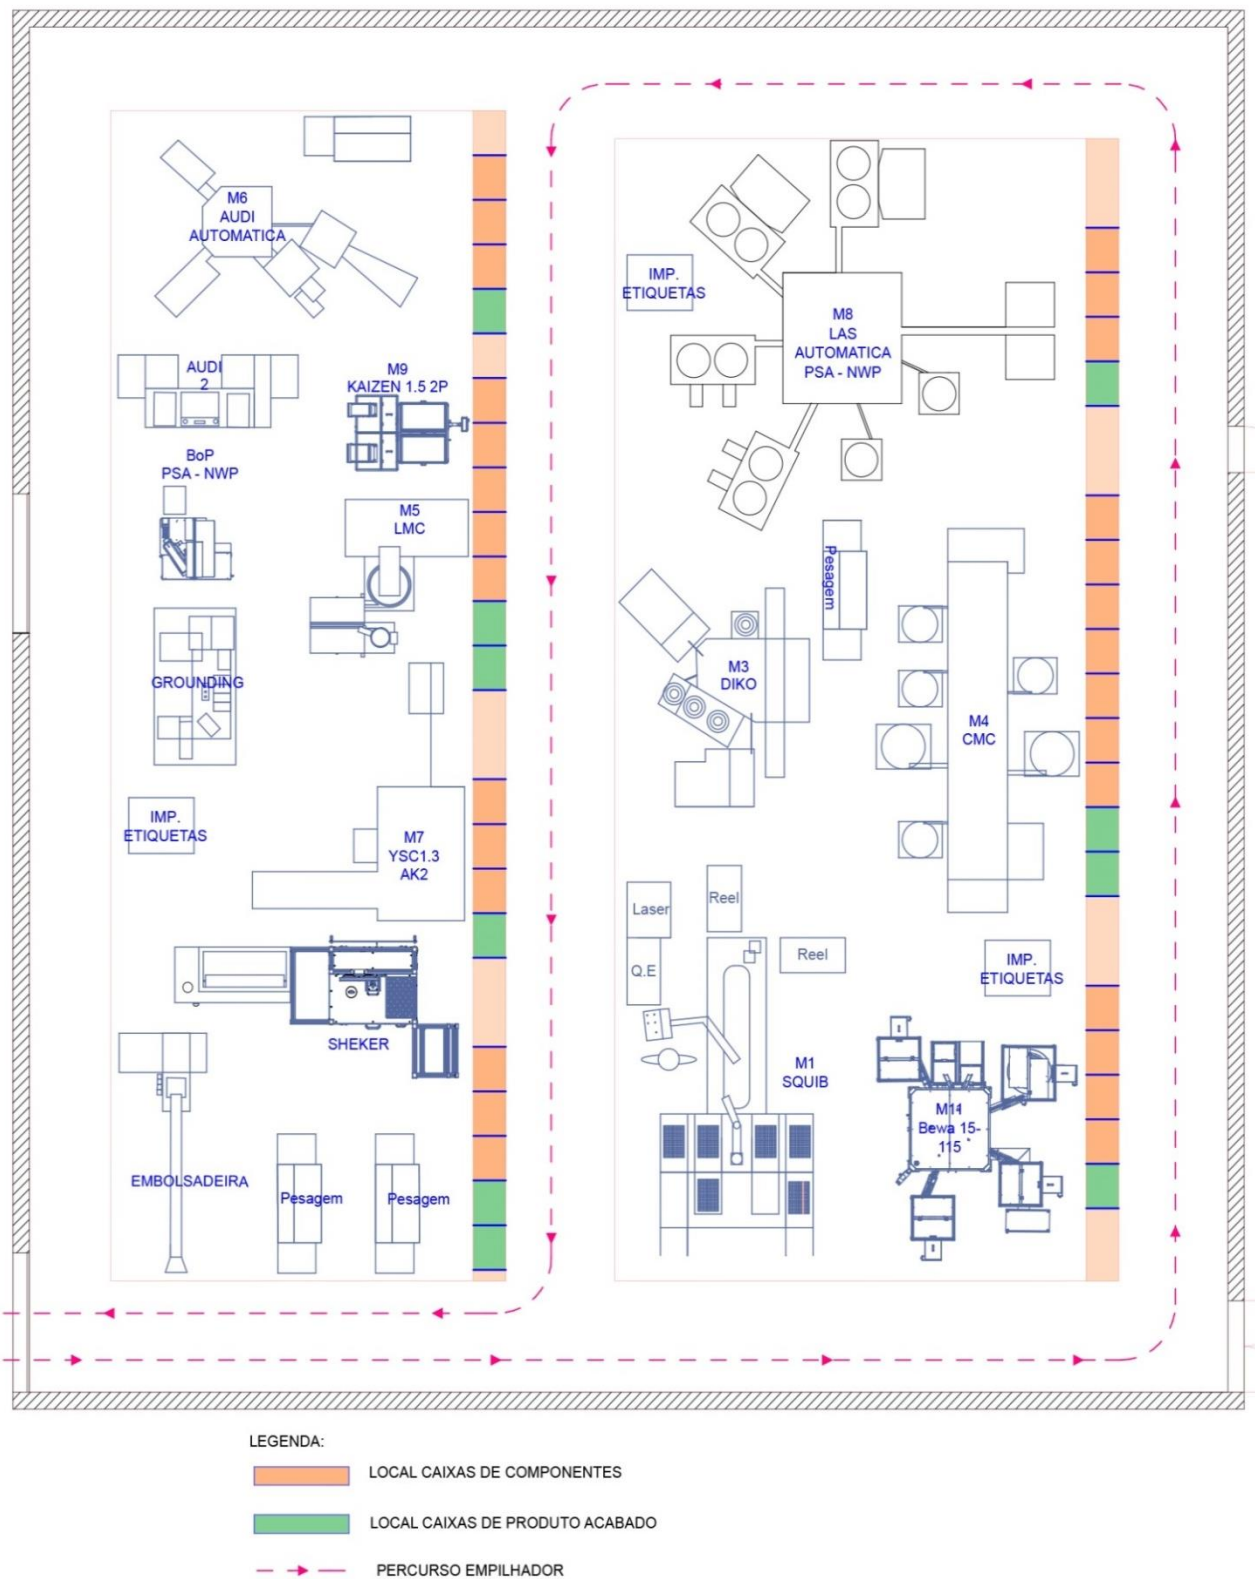 M6
AUDI
AUTOMATICA
AUDI
2
M9
KAIZEN 1.5 2P
BoP
PSA - NWP
M5
LMC
GROUNDING
IMP.
ETIQUETAS
M7
YSC1.3
AK2
SHEKER
EMBOLSADEIRA
Pesagem
Pesagem
IMP.
ETIQUETAS
M8
LAS
AUTOMATICA
PSA - NWP
Pesagem
M3
DIKO
M4
CMC
Laser
Reel
Q.E
Reel
IMP.
ETIQUETAS
M1
SQUIB
M11
Bewa 15-
115
LEGENDA:
LOCAL CAIXAS DE COMPONENTES
LOCAL CAIXAS DE PRODUTO ACABADO
PERCURSO EMPILHADOR